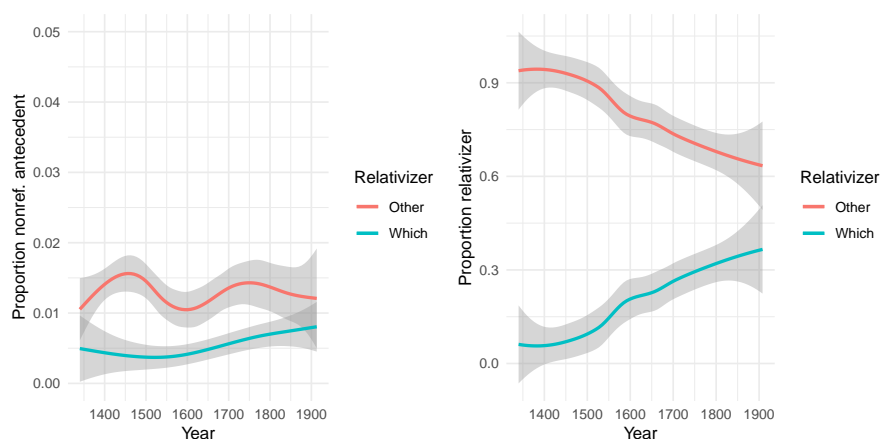 0.05
0.04
0.03
0.02
0.01
0.00
1400 1500 1600 1700 1800 1900
Year
Proportion nonref. antecedent
Relativizer
Other
Which
0.9
0.6
0.3
0.0
1400 1500 1600 1700 1800 1900
Year
Proportion relativizer
Relativizer
Other
Which